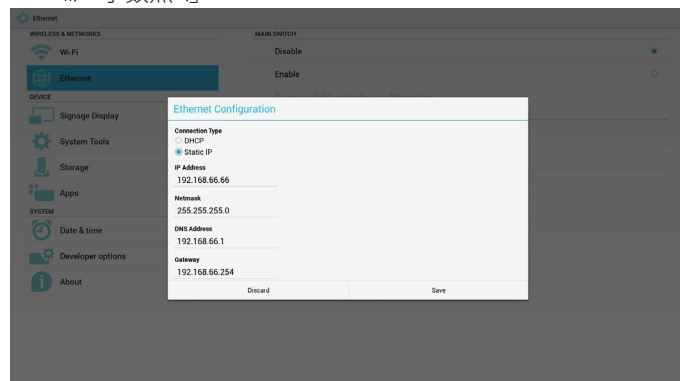 Ethernet
WIRELESS & NETWORKS
Wi-Fi
Ethernet
DEVICE
Signage Display
System Tools
Storage
Apps
SYSTEM
Date & time
Developer options
About
MAIN SWITCH
Disable
Enable
Ethernet Configuration
Connection Type
DHCP
Static IP
IP Address
192.168.66.66
Netmask
255.255.255.0
DNS Address
192.168.66.1
Gateway
192.168.66.254
Discard
Save